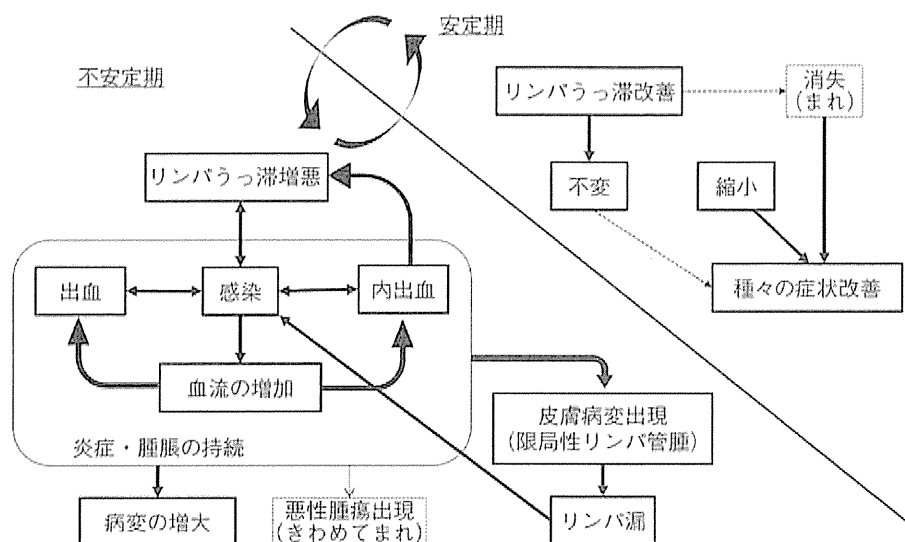 安定期
不安定期
リンパうっ滞改善
消失
(まれ)
リンパうっ滞増悪
不変
縮小
出血
感染
内出血
種々の症状改善
血流の増加
皮膚病変出現
(限局性リンパ管腫)
炎症・腫脹の持続
病変の増大
悪性腫瘍出現
(きわめてまれ)
リンパ漏